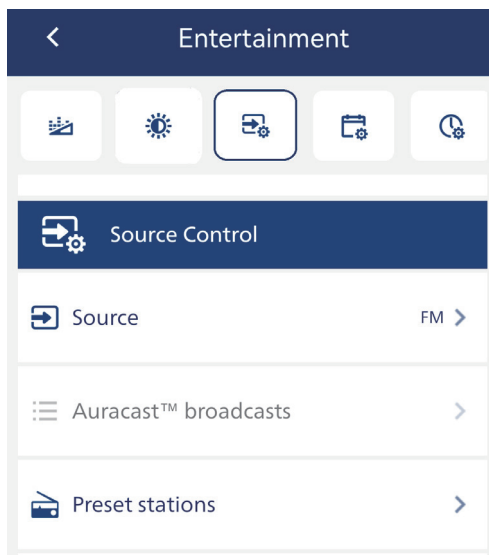 Entertainment
Source Control
Source
FM
Auracast™ broadcasts
Preset stations